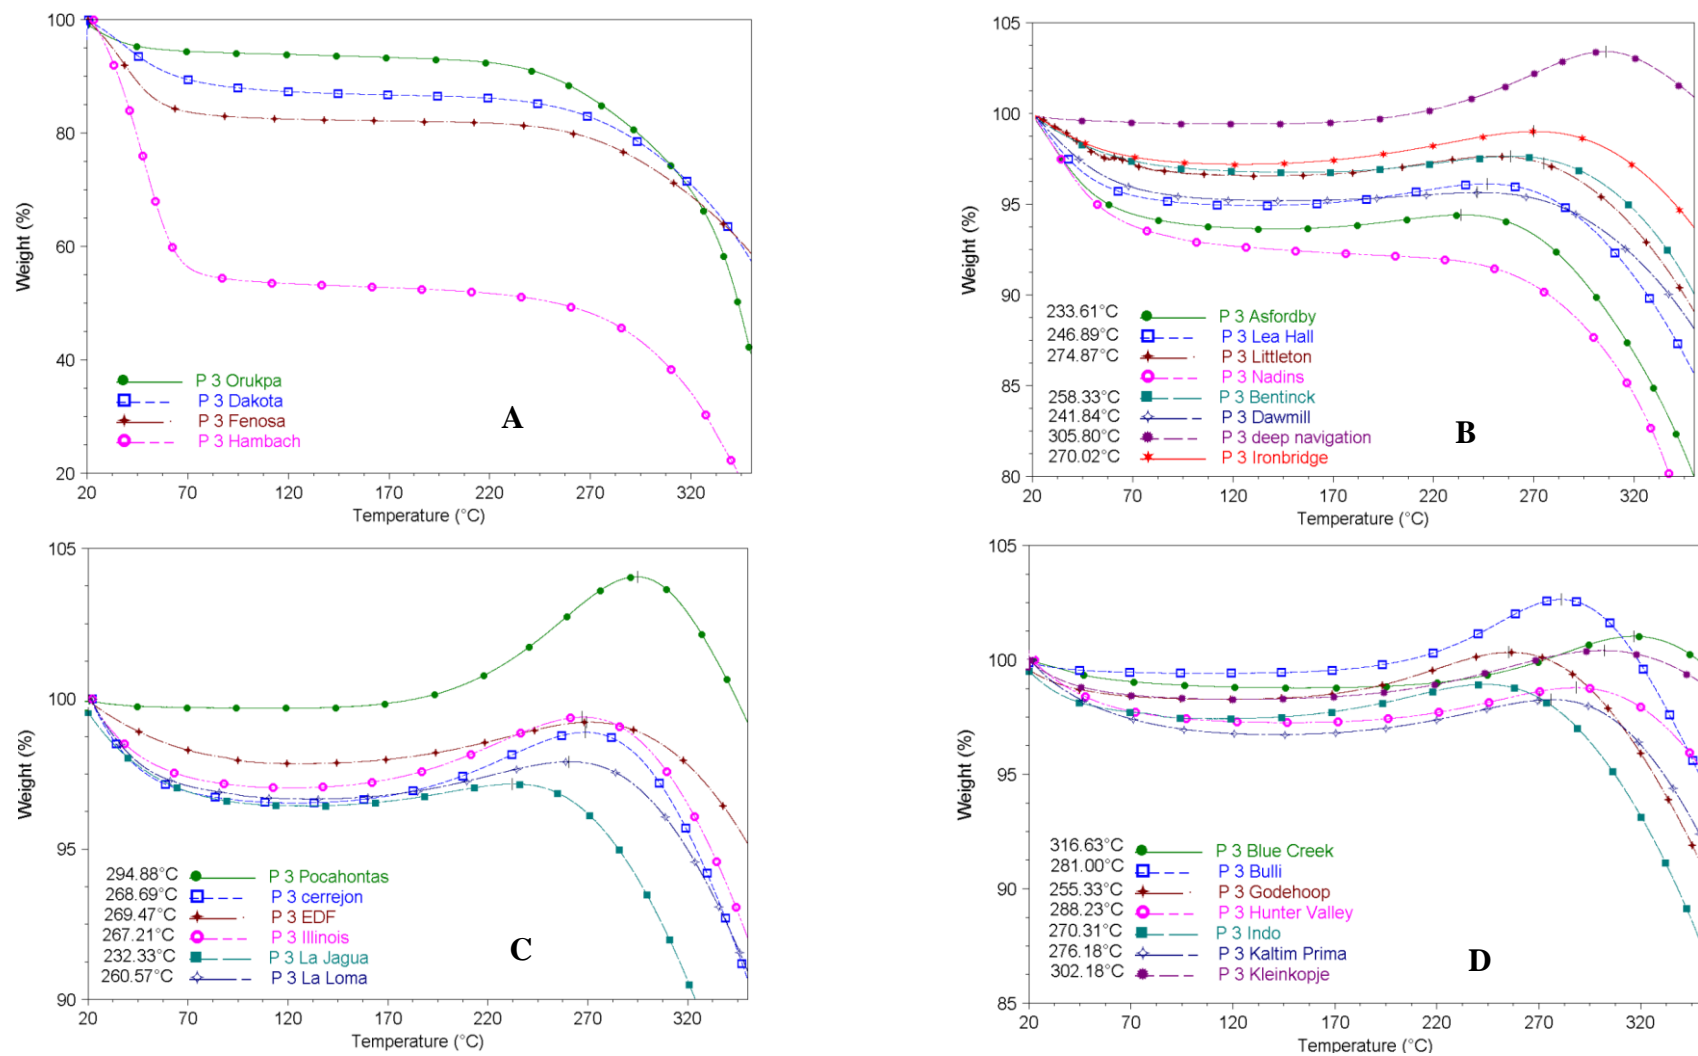 100
80
60
40
20
Weight (%)
P 3 Orukpa
P 3 Dakota
P 3 Fenosa
P 3 Hambach
A
20 70 120 170 220 270 320
Temperature (°C)
105
100
95
90
85
80
Weight (%)
233.61°C P 3 Asfordby
246.89°C P 3 Lea Hall
274.87°C P 3 Littleton
P 3 Nadins
258.33°C P 3 Bentinck
241.84°C P 3 Dawmill
305.80°C P 3 deep navigation
270.02°C P 3 Ironbridge
B
20 70 120 170 220 270 320
Temperature (°C)
105
100
95
90
Weight (%)
294.88°C P 3 Pocahontas
268.69°C P 3 cerrejon
269.47°C P 3 EDF
267.21°C P 3 Illinois
232.33°C P 3 La Jagua
260.57°C P 3 La Loma
C
20 70 120 170 220 270 320
Temperature (°C)
105
100
95
90
85
Weight (%)
316.63°C P 3 Blue Creek
281.00°C P 3 Bulli
255.33°C P 3 Godehoop
288.23°C P 3 Hunter Valley
270.31°C P 3 Indo
276.18°C P 3 Kaltim Prima
302.18°C P 3 Kleinkopje
D
20 70 120 170 220 270 320
Temperature (°C)